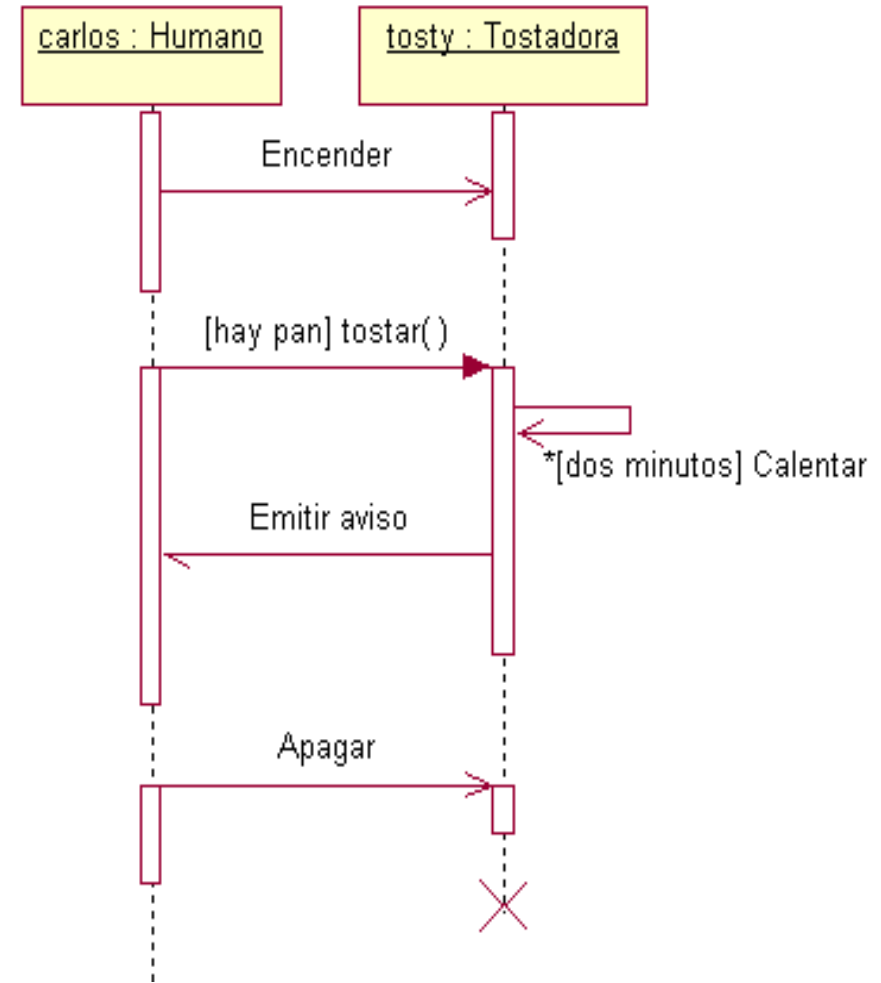 carlos : Humano
tosty : Tostadora
Encender
[hay pan] tostar( )
*[dos minutos] Calentar
Emitir aviso
Apagar